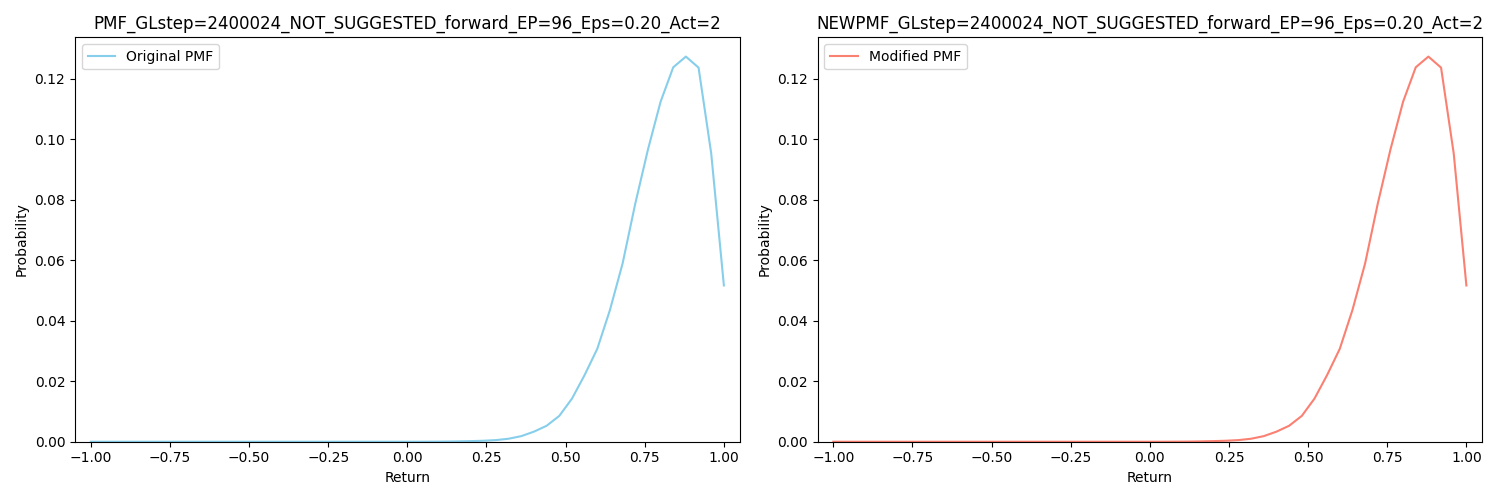 PMF_GLstep=2400024_NOT_SUGGESTED_forward_EP=96_Eps=0.20_Act=2
Original PMF
Probability
0.12
0.10
0.08
0.06
0.04
0.02
0.00
−1.00 −0.75 −0.50 −0.25 0.00 0.25 0.50 0.75 1.00
Return
NEWPMF_GLstep=2400024_NOT_SUGGESTED_forward_EP=96_Eps=0.20_Act=2
Modified PMF
Probability
0.12
0.10
0.08
0.06
0.04
0.02
0.00
−1.00 −0.75 −0.50 −0.25 0.00 0.25 0.50 0.75 1.00
Return